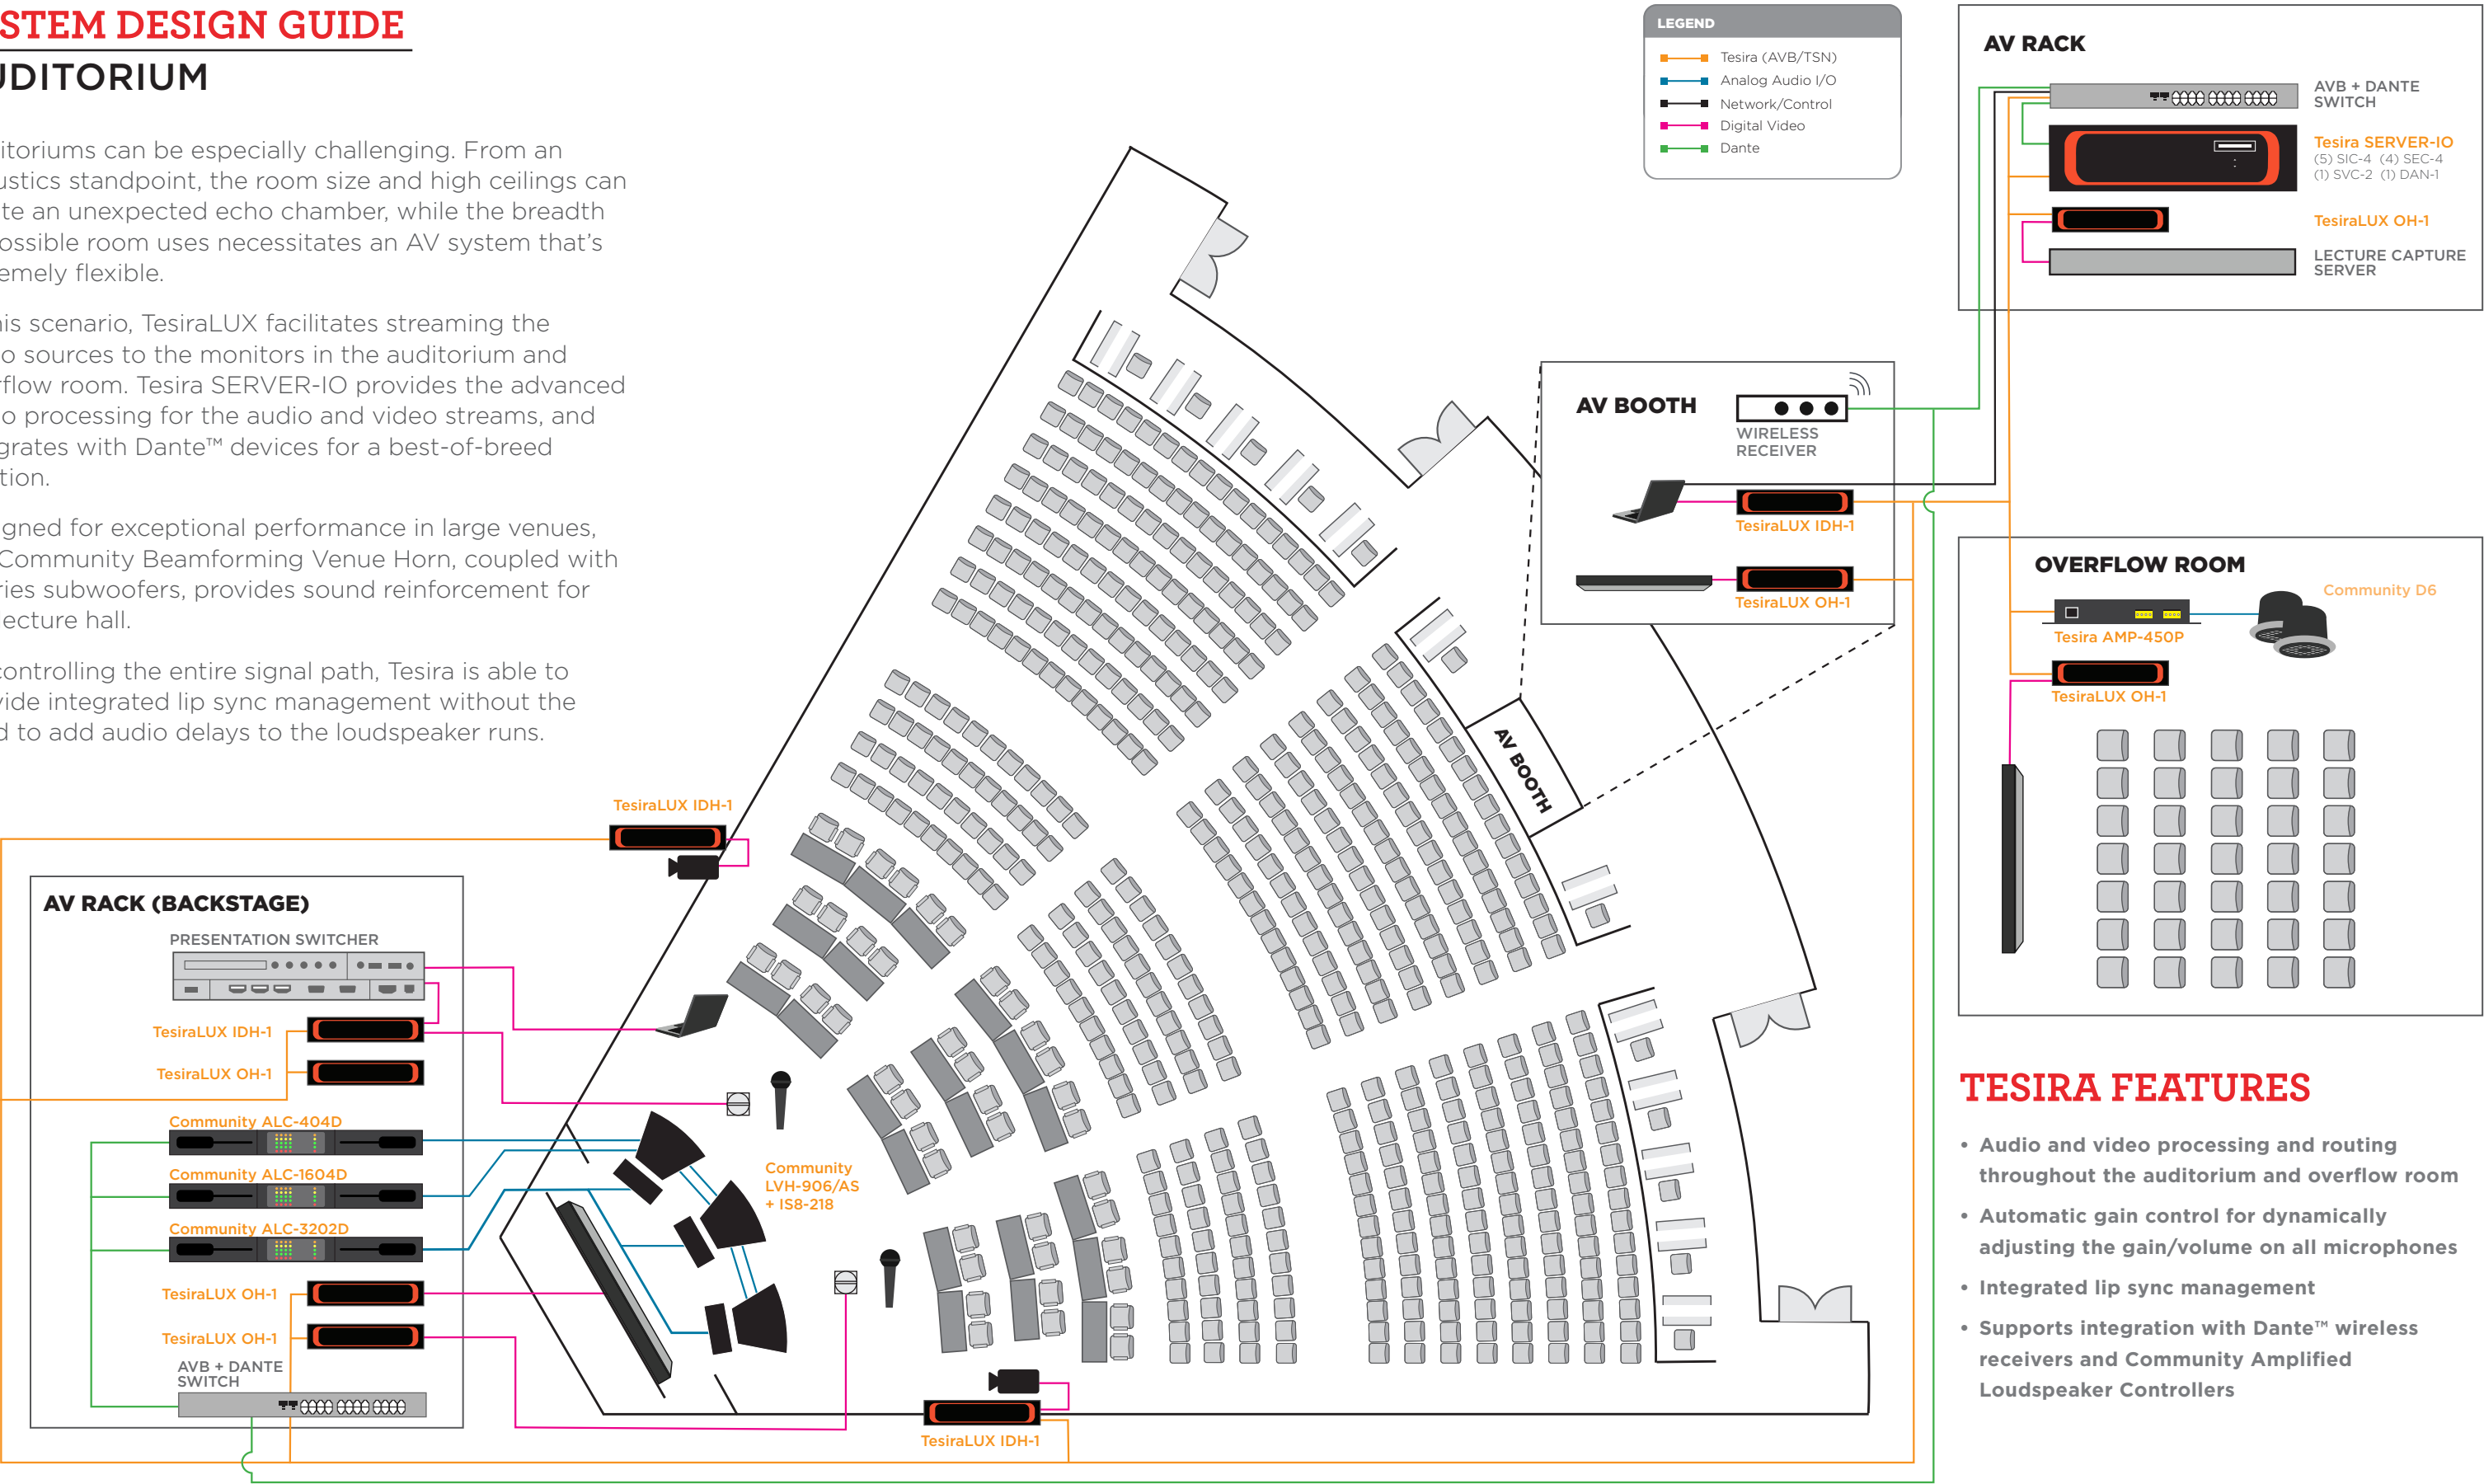 STEM DESIGN GUIDE
UDITORIUM
itoriums can be especially challenging. From an
ustics standpoint, the room size and high ceilings can
te an unexpected echo chamber, while the breadth
ossible room uses necessitates an AV system that's
emely flexible.
his scenario, TesiraLUX facilitates streaming the
o sources to the monitors in the auditorium and
rflow room. Tesira SERVER-IO provides the advanced
o processing for the audio and video streams, and
grates with Dante™ devices for a best-of-breed
tion.
gned for exceptional performance in large venues,
Community Beamforming Venue Horn, coupled with
ries subwoofers, provides sound reinforcement for
lecture hall.
controlling the entire signal path, Tesira is able to
vide integrated lip sync management without the
d to add audio delays to the loudspeaker runs.
LEGEND
Tesira (AVB/TSN)
Analog Audio I/O
Network/Control
Digital Video
Dante
AV RACK
AVB + DANTE
SWITCH
Tesira SERVER-IO
(5) SIC-4 (4) SEC-4
(1) SVC-2 (1) DAN-1
TesiraLUX OH-1
LECTURE CAPTURE
SERVER
AV BOOTH
WIRELESS
RECEIVER
TesiraLUX IDH-1
TesiraLUX OH-1
AV BOOTH
OVERFLOW ROOM
Community D6
Tesira AMP-450P
TesiraLUX OH-1
TesiraLUX IDH-1
AV RACK (BACKSTAGE)
PRESENTATION SWITCHER
TesiraLUX IDH-1
TesiraLUX OH-1
Community ALC-404D
Community ALC-1604D
Community ALC-3202D
TesiraLUX OH-1
TesiraLUX OH-1
AVB + DANTE
SWITCH
Community
LVH-906/AS
+ IS8-218
TesiraLUX IDH-1
TESIRA FEATURES
• Audio and video processing and routing
throughout the auditorium and overflow room
• Automatic gain control for dynamically
adjusting the gain/volume on all microphones
• Integrated lip sync management
• Supports integration with Dante™ wireless
receivers and Community Amplified
Loudspeaker Controllers